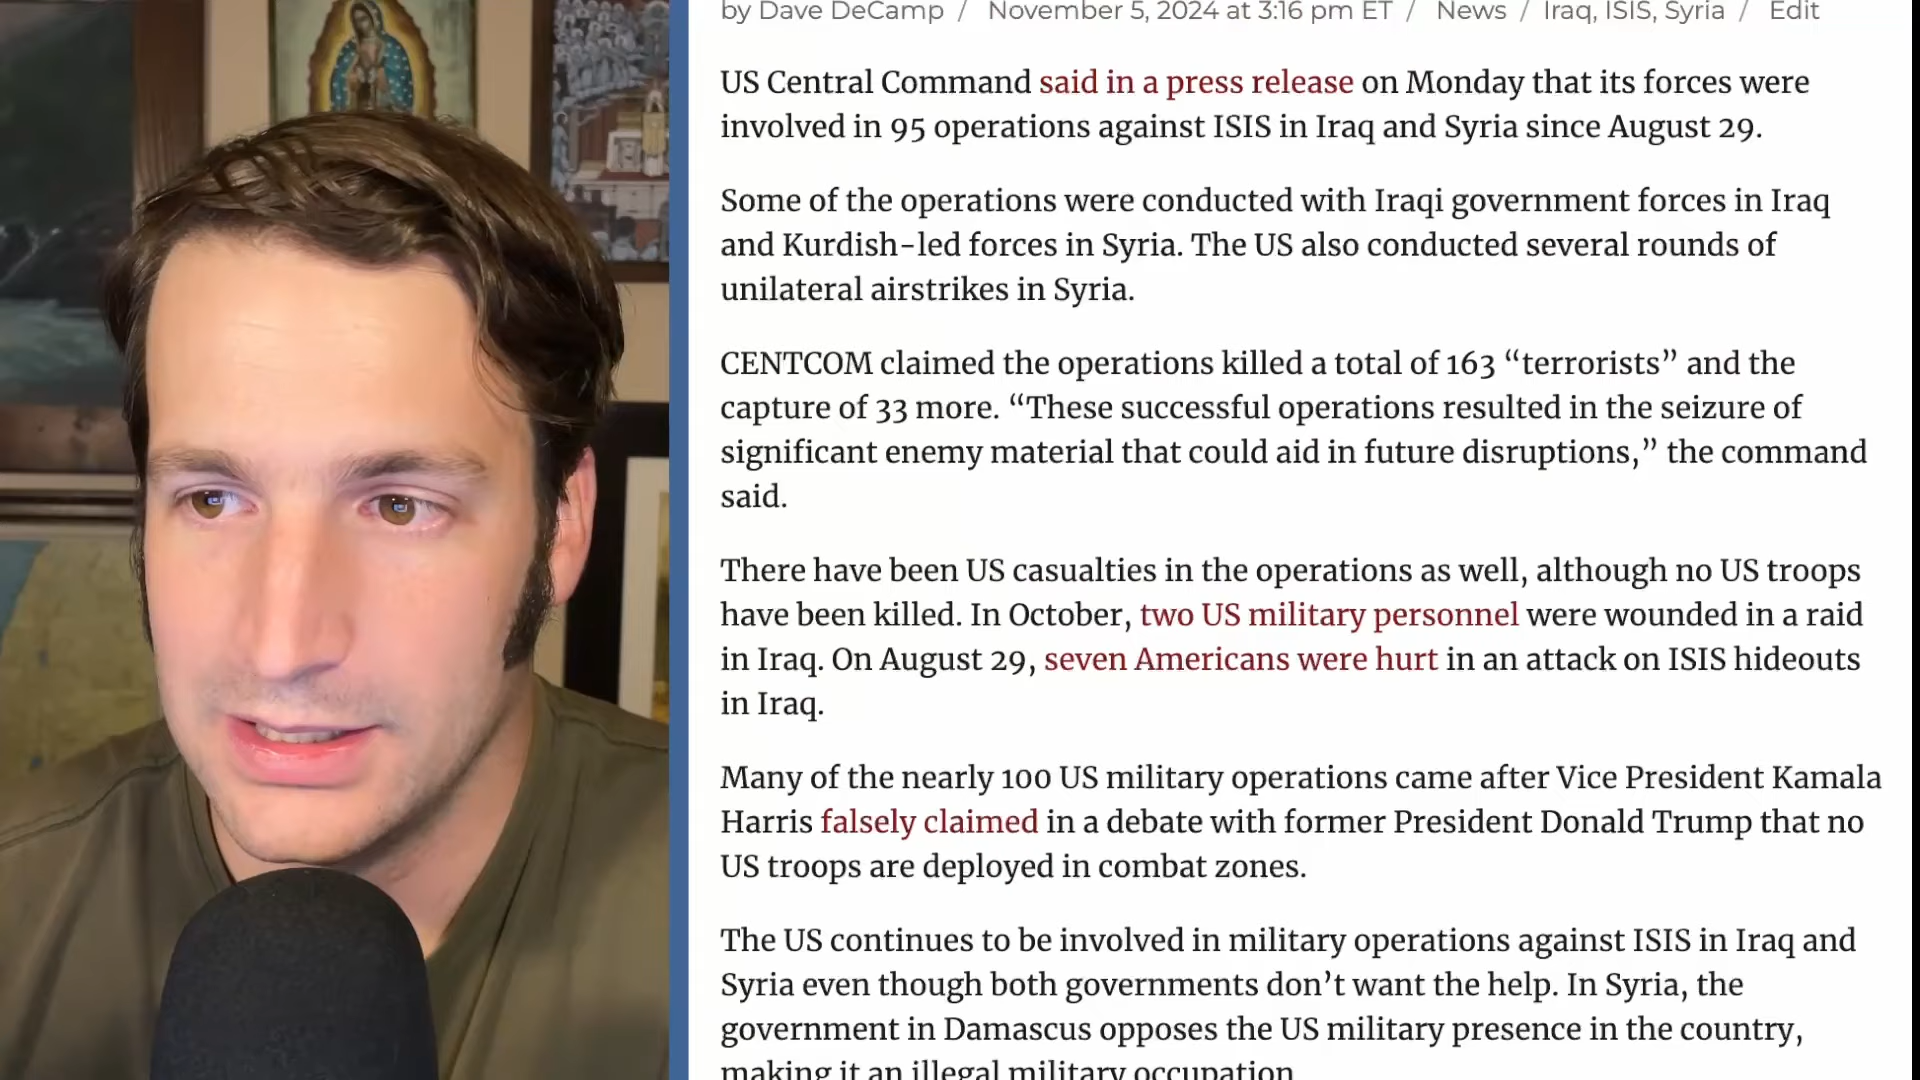 by Dave DeCamp / November 5, 2024 at 3:16 pm ET / News / Iraq, ISIS, Syria / Edit
US Central Command said in a press release on Monday that its forces were
involved in 95 operations against ISIS in Iraq and Syria since August 29.
Some of the operations were conducted with Iraqi government forces in Iraq
and Kurdish-led forces in Syria. The US also conducted several rounds of
unilateral airstrikes in Syria.
CENTCOM claimed the operations killed a total of 163 “terrorists” and the
capture of 33 more. “These successful operations resulted in the seizure of
significant enemy material that could aid in future disruptions,” the command
said.
There have been US casualties in the operations as well, although no US troops
have been killed. In October, two US military personnel were wounded in a raid
in Iraq. On August 29, seven Americans were hurt in an attack on ISIS hideouts
in Iraq.
Many of the nearly 100 US military operations came after Vice President Kamala
Harris falsely claimed in a debate with former President Donald Trump that no
US troops are deployed in combat zones.
The US continues to be involved in military operations against ISIS in Iraq and
Syria even though both governments don’t want the help. In Syria, the
government in Damascus opposes the US military presence in the country,
making it an illegal military occupation.